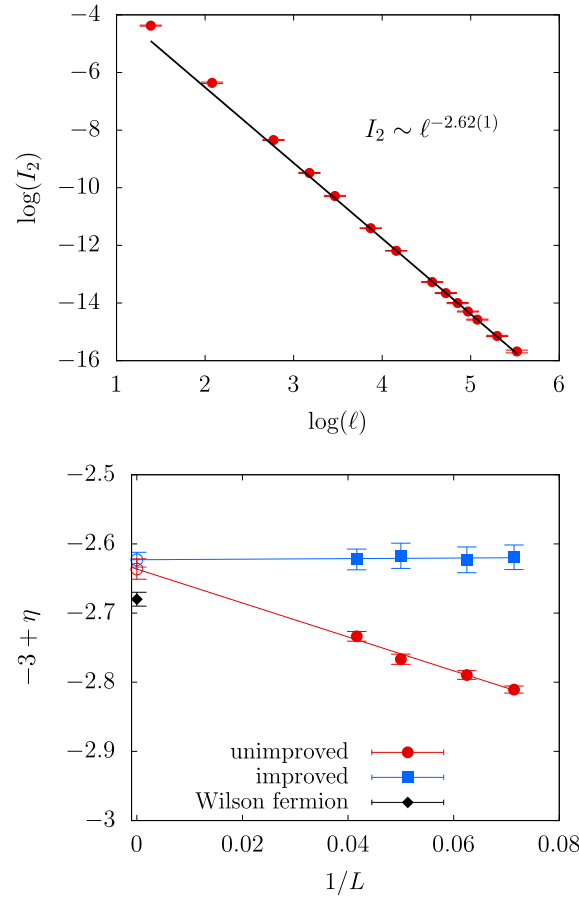 −4
−6
−8
−10
−12
−14
−16
log(I₂)
I₂ ∼ ℓ^−2.62(1)
1 2 3 4 5 6
log(ℓ)
−2.5
−2.6
−2.7
−2.8
−2.9
−3
−3 + η
unimproved
improved
Wilson fermion
0 0.02 0.04 0.06 0.08
1/L